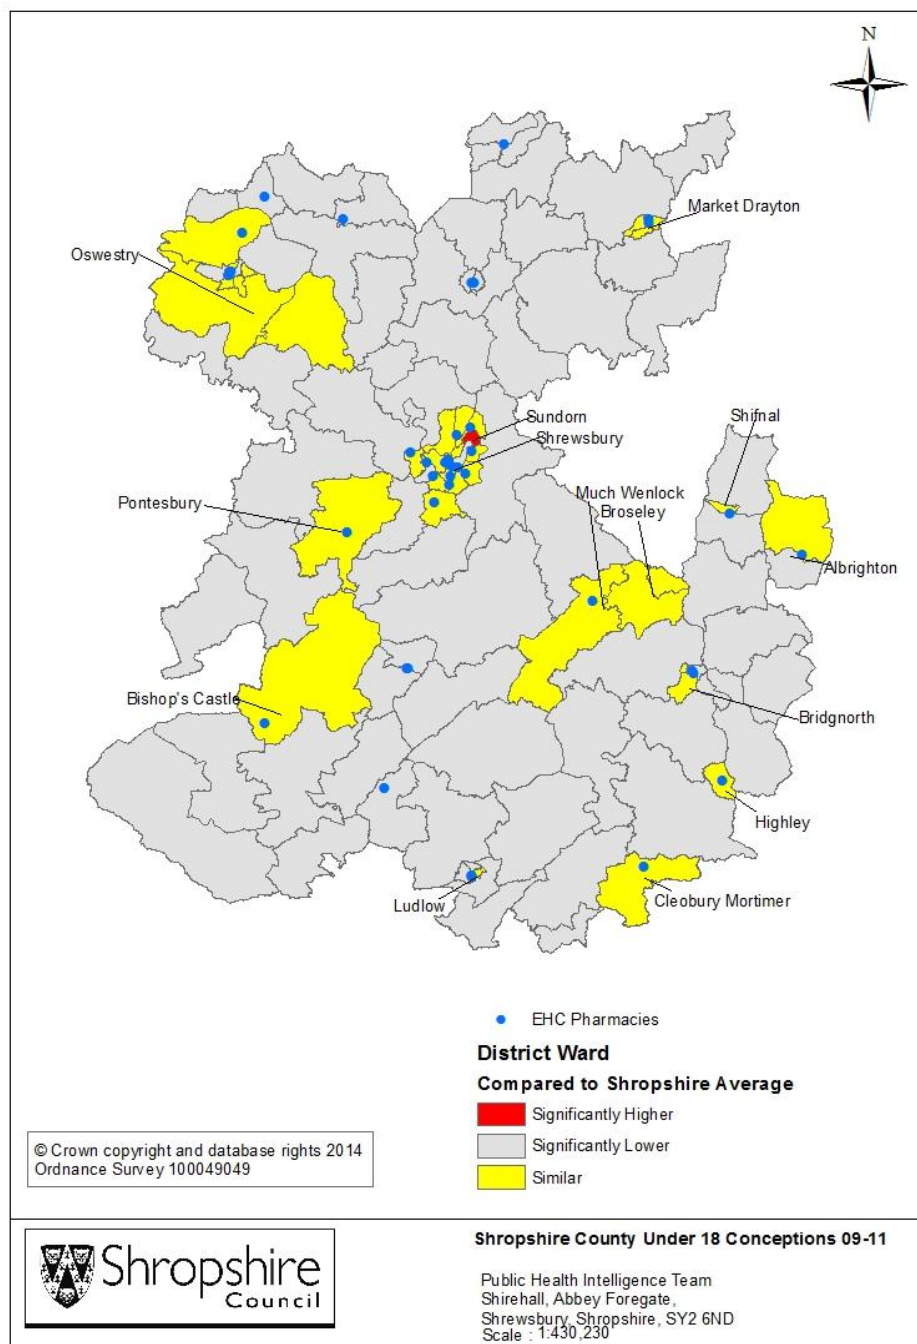 N
Market Drayton
Oswestry
Sundorn
Shrewsbury
Shifnal
Pontesbury
Much Wenlock
Broseley
Albrighton
Bishop's Castle
Bridgnorth
Highley
Ludlow
Cleobury Mortimer
EHC Pharmacies
District Ward
Compared to Shropshire Average
Significantly Higher
Significantly Lower
Similar
© Crown copyright and database rights 2014
Ordnance Survey 100049049
Shropshire
Council
Shropshire County Under 18 Conceptions 09-11
Public Health Intelligence Team
Shirehall, Abbey Foregate,
Shrewsbury, Shropshire, SY2 6ND
Scale : 1:430,230